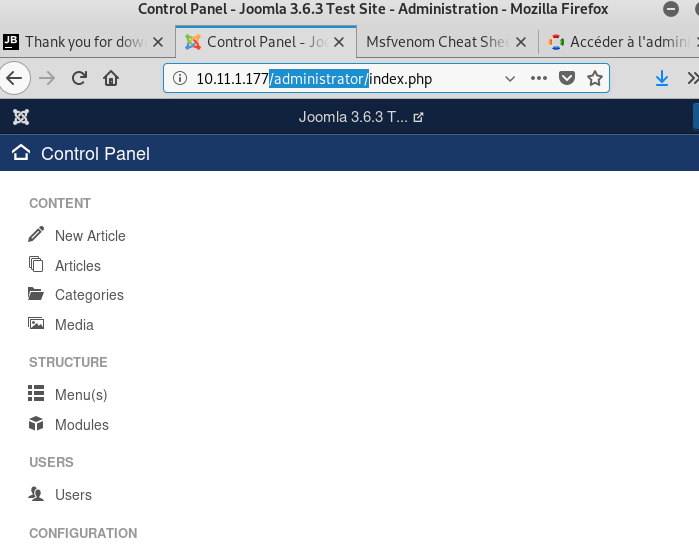 Control Panel - Joomla 3.6.3 Test Site - Administration - Mozilla Firefox
JB Thank you for dow Control Panel - Jo Msfvenom Cheat She Accéder à l'admini
10.11.1.177/administrator/index.php
Joomla 3.6.3 T...
Control Panel
CONTENT
New Article
Articles
Categories
Media
STRUCTURE
Menu(s)
Modules
USERS
Users
CONFIGURATION